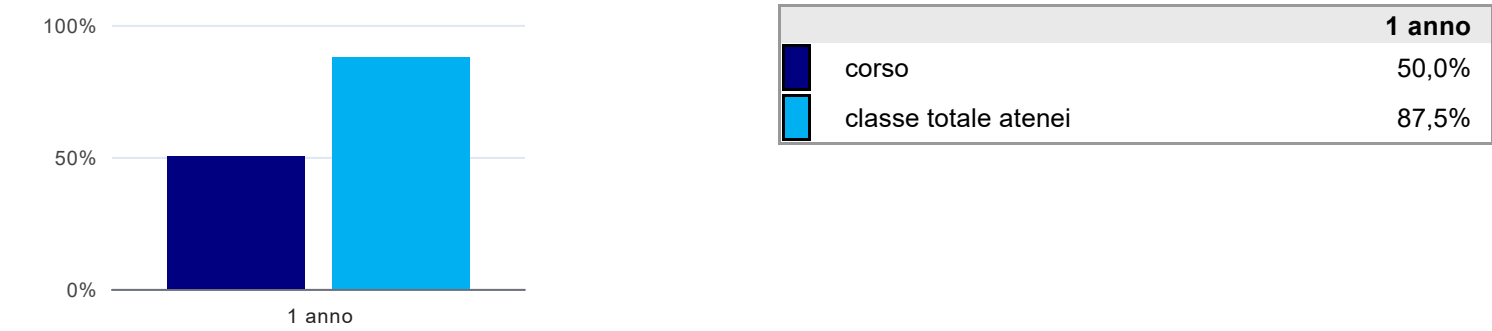 100%
50%
0%
1 anno
1 anno
corso 50,0%
classe totale atenei 87,5%